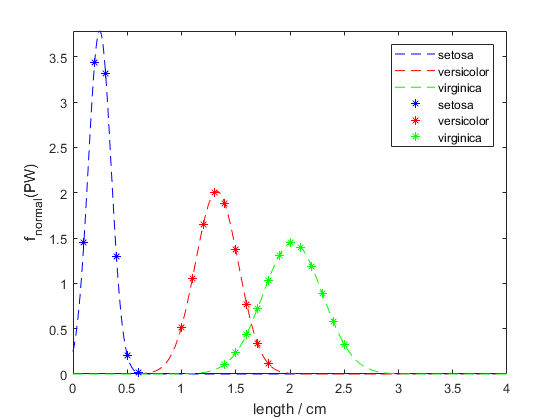 setosa
versicolor
virginica
setosa
versicolor
virginica
3.5
3
2.5
2
1.5
1
0.5
0
f_normal(PW)
0 0.5 1 1.5 2 2.5 3 3.5 4
length / cm